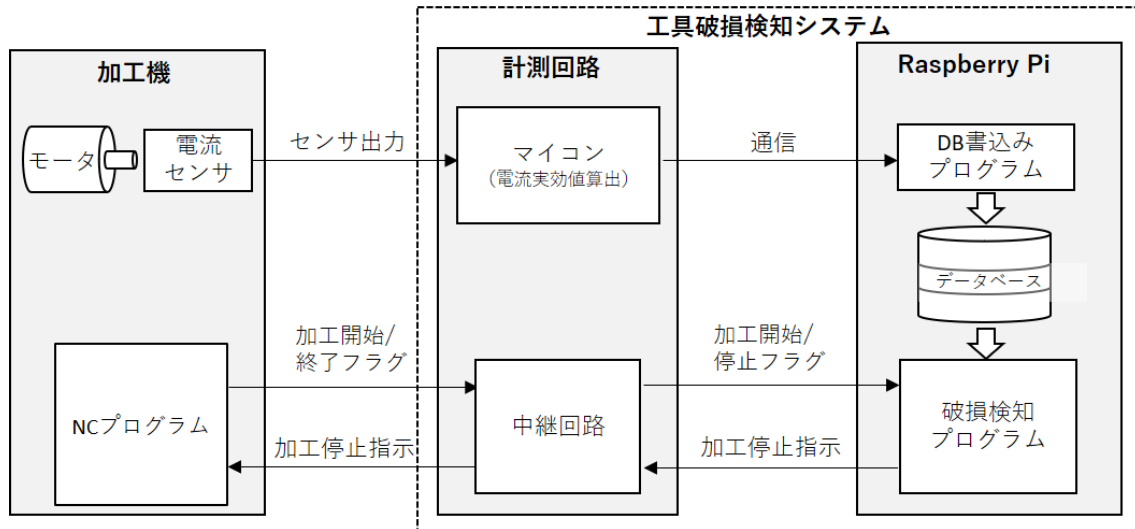 工具破損検知システム
加工機
計測回路
Raspberry Pi
モータ
電流
センサ
センサ出力
マイコン
（電流実効値算出）
通信
DB書込み
プログラム
データベース
加工開始/
終了フラグ
加工開始/
停止フラグ
NCプログラム
中継回路
破損検知
プログラム
加工停止指示
加工停止指示